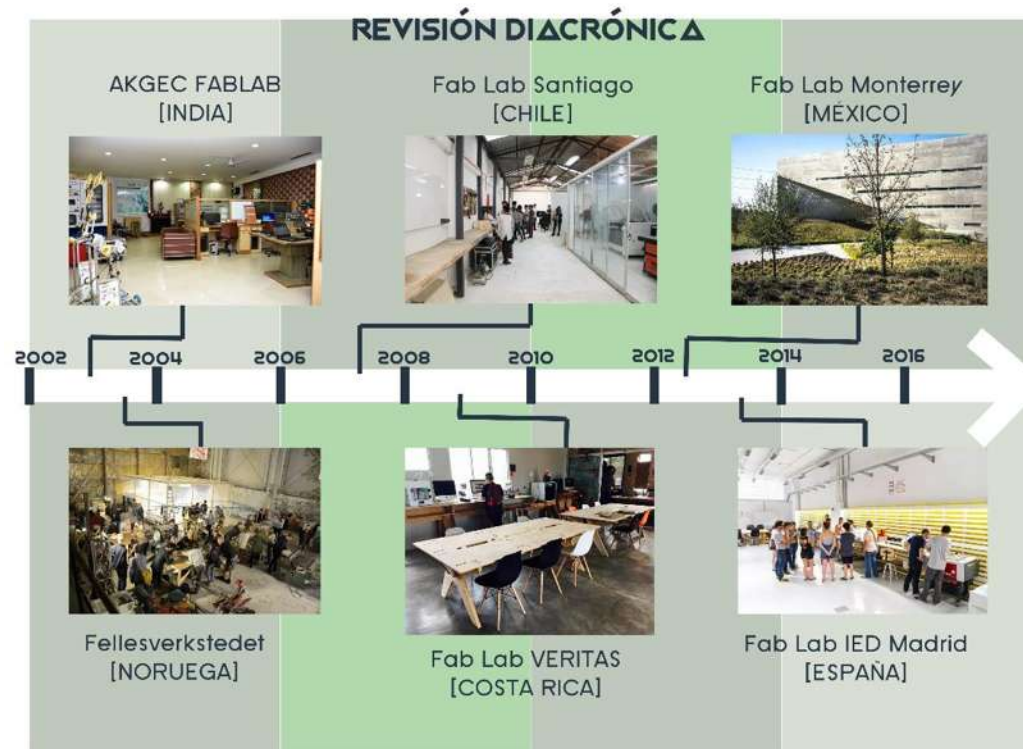 REVISIÓN DIACRÓNICA
AKGEC FABLAB
[INDIA]
Fab Lab Santiago
[CHILE]
Fab Lab Monterrey
[MÉXICO]
2002
2004
2006
2008
2010
2012
2014
2016
Fellesverkstedet
[NORUEGA]
Fab Lab VERITAS
[COSTA RICA]
Fab Lab IED Madrid
[ESPAÑA]